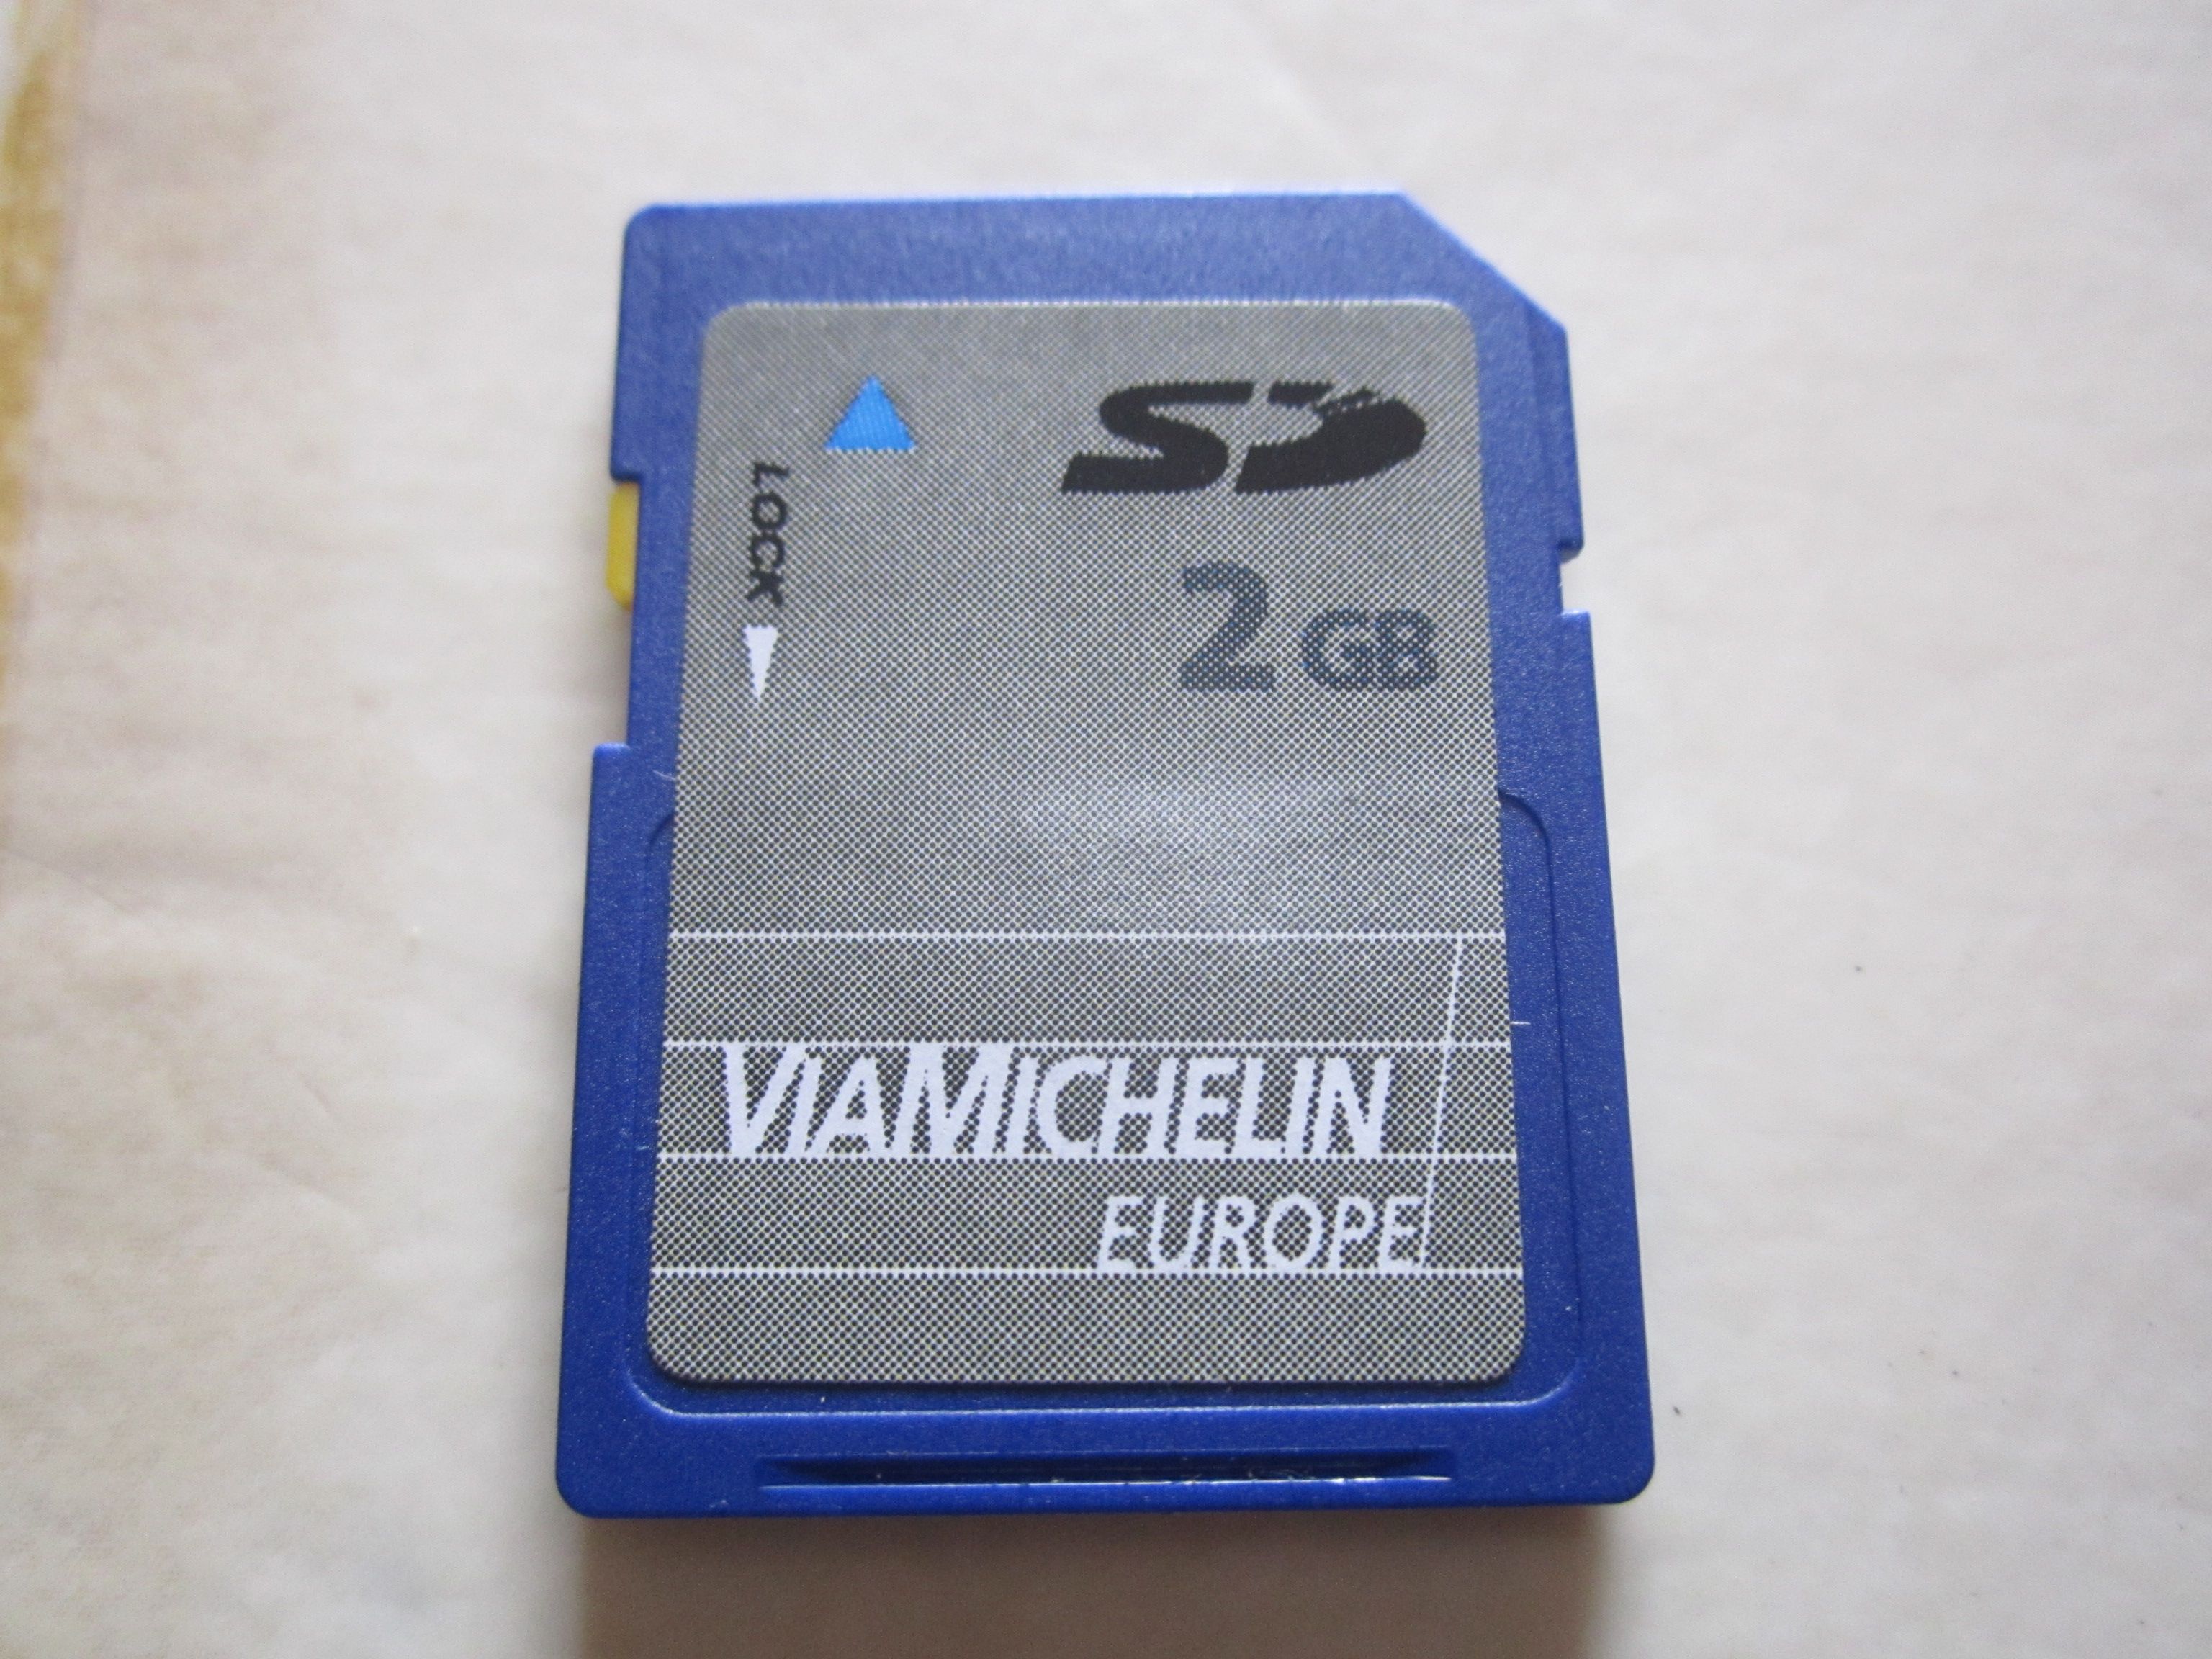 SD
LOCK
2 GB
VIAMICHELIN
EUROPE